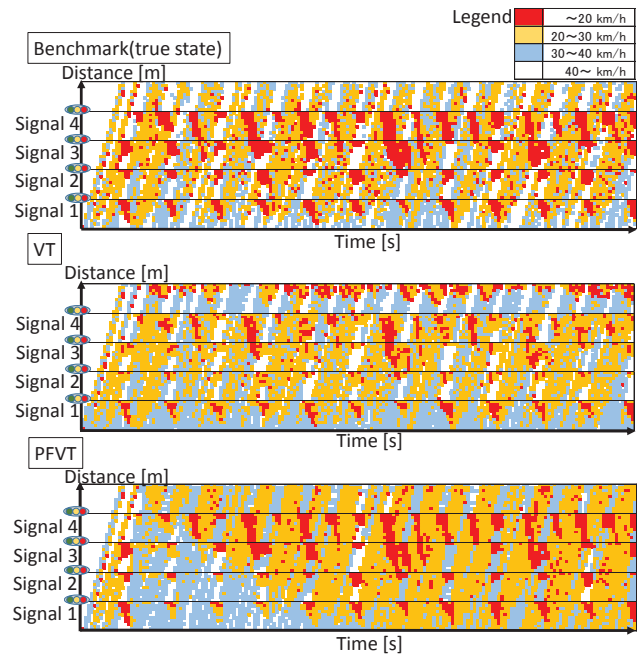 Legend
～20 km/h
20～30 km/h
30～40 km/h
40～ km/h
Benchmark(true state)
Distance [m]
Signal 4
Signal 3
Signal 2
Signal 1
Time [s]
VT
Distance [m]
Signal 4
Signal 3
Signal 2
Signal 1
Time [s]
PFVT
Distance [m]
Signal 4
Signal 3
Signal 2
Signal 1
Time [s]